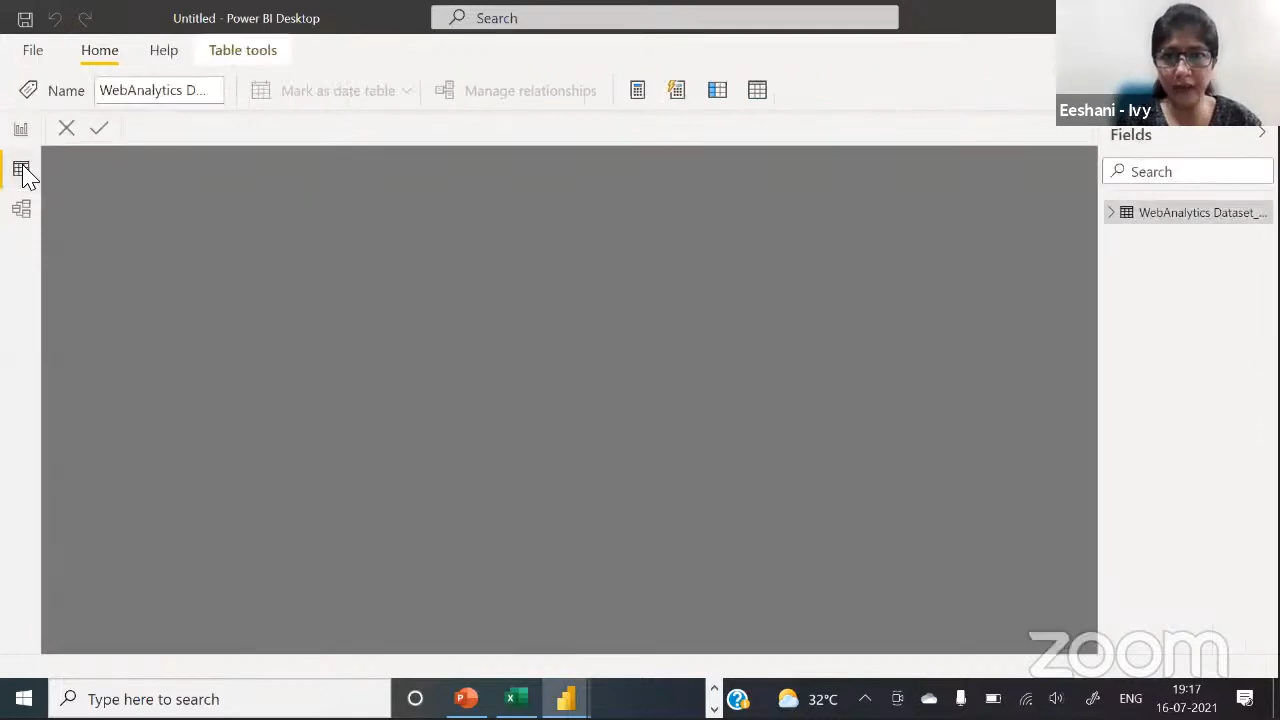 Untitled - Power BI Desktop
Search
File Home Help Table tools
Name WebAnalytics D... Mark as date table Manage relationships
Eeshani - Ivy
Fields
Search
WebAnalytics Dataset_...
zoom
Type here to search
32°C ENG 19:17
16-07-2021